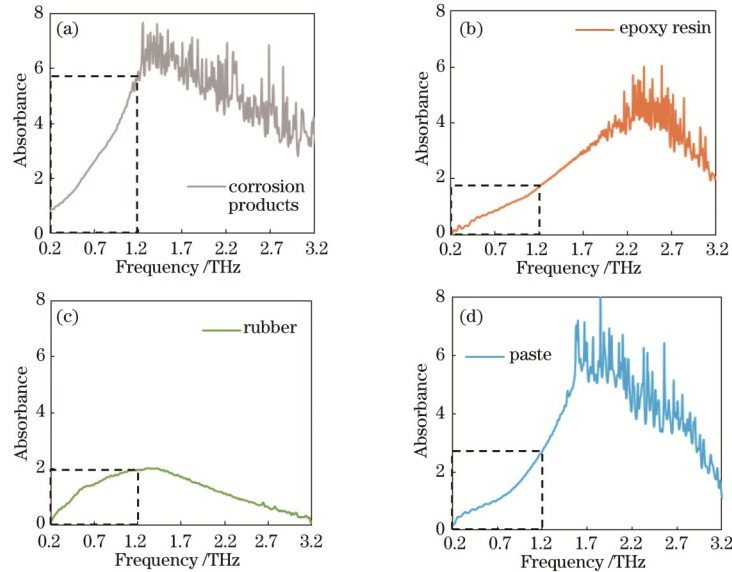 (a)
8
6
4
2
0
Absorbance
corrosion
products
0.2 0.7 1.2 1.7 2.2 2.7 3.2
Frequency /THz
(b)
epoxy resin
8
6
4
2
0
Absorbance
0.2 0.7 1.2 1.7 2.2 2.7 3.2
Frequency /THz
(c)
rubber
8
6
4
2
0
Absorbance
0.2 0.7 1.2 1.7 2.2 2.7 3.2
Frequency /THz
(d)
paste
8
6
4
2
0
Absorbance
0.2 0.7 1.2 1.7 2.2 2.7 3.2
Frequency /THz